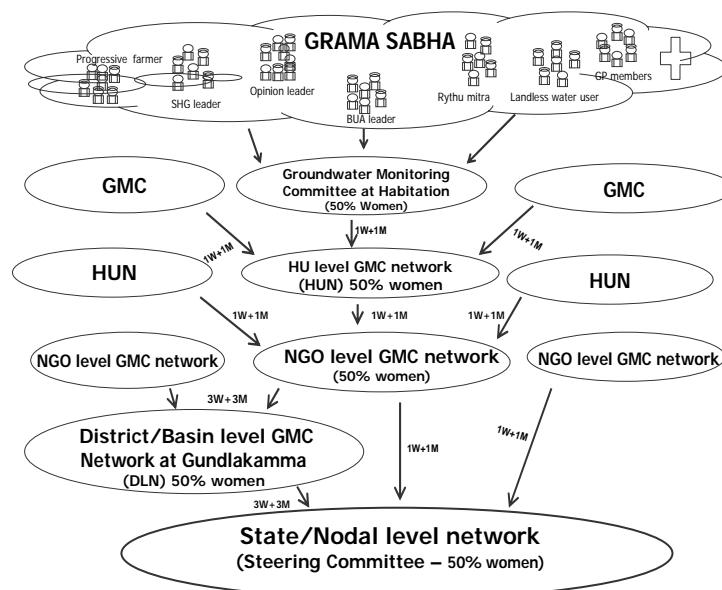 GRAMA SABHA
Progressive farmer
SHG leader
Opinion leader
BUA leader
Rythu mitra
Landless water user
GP members
GMC
Groundwater Monitoring
Committee at Habitation
(50% Women)
GMC
1W+1M
1W+1M
1W+1M
HUN
HU level GMC network
(HUN) 50% women
HUN
1W+1M
1W+1M
1W+1M
NGO level GMC network
NGO level GMC network
(50% women)
NGO level GMC network
3W+3M
District/Basin level GMC
Network at Gundlakamma
(DLN) 50% women
1W+1M
1W+1M
3W+3M
State/Nodal level network
(Steering Committee – 50% women)